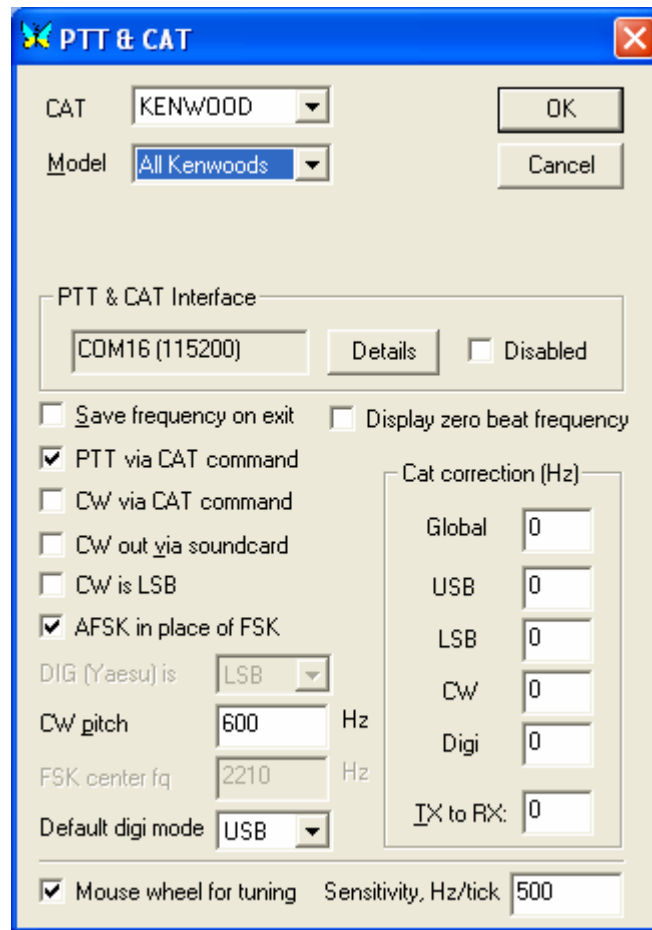 PTT & CAT
CAT KENWOOD OK
Model All Kenwoods Cancel
PTT & CAT Interface
COM16 (115200) Details Disabled
Save frequency on exit Display zero beat frequency
PTT via CAT command
Cat correction (Hz)
CW via CAT command
Global 0
CW out via soundcard
CW is LSB
USB 0
AFSK in place of FSK
LSB 0
DIG (Yaesu) is LSB
CW 0
CW pitch 600 Hz
Digi 0
FSK center fq 2210 Hz
TX to RX: 0
Default digi mode USB
Mouse wheel for tuning Sensitivity, Hz/tick 500